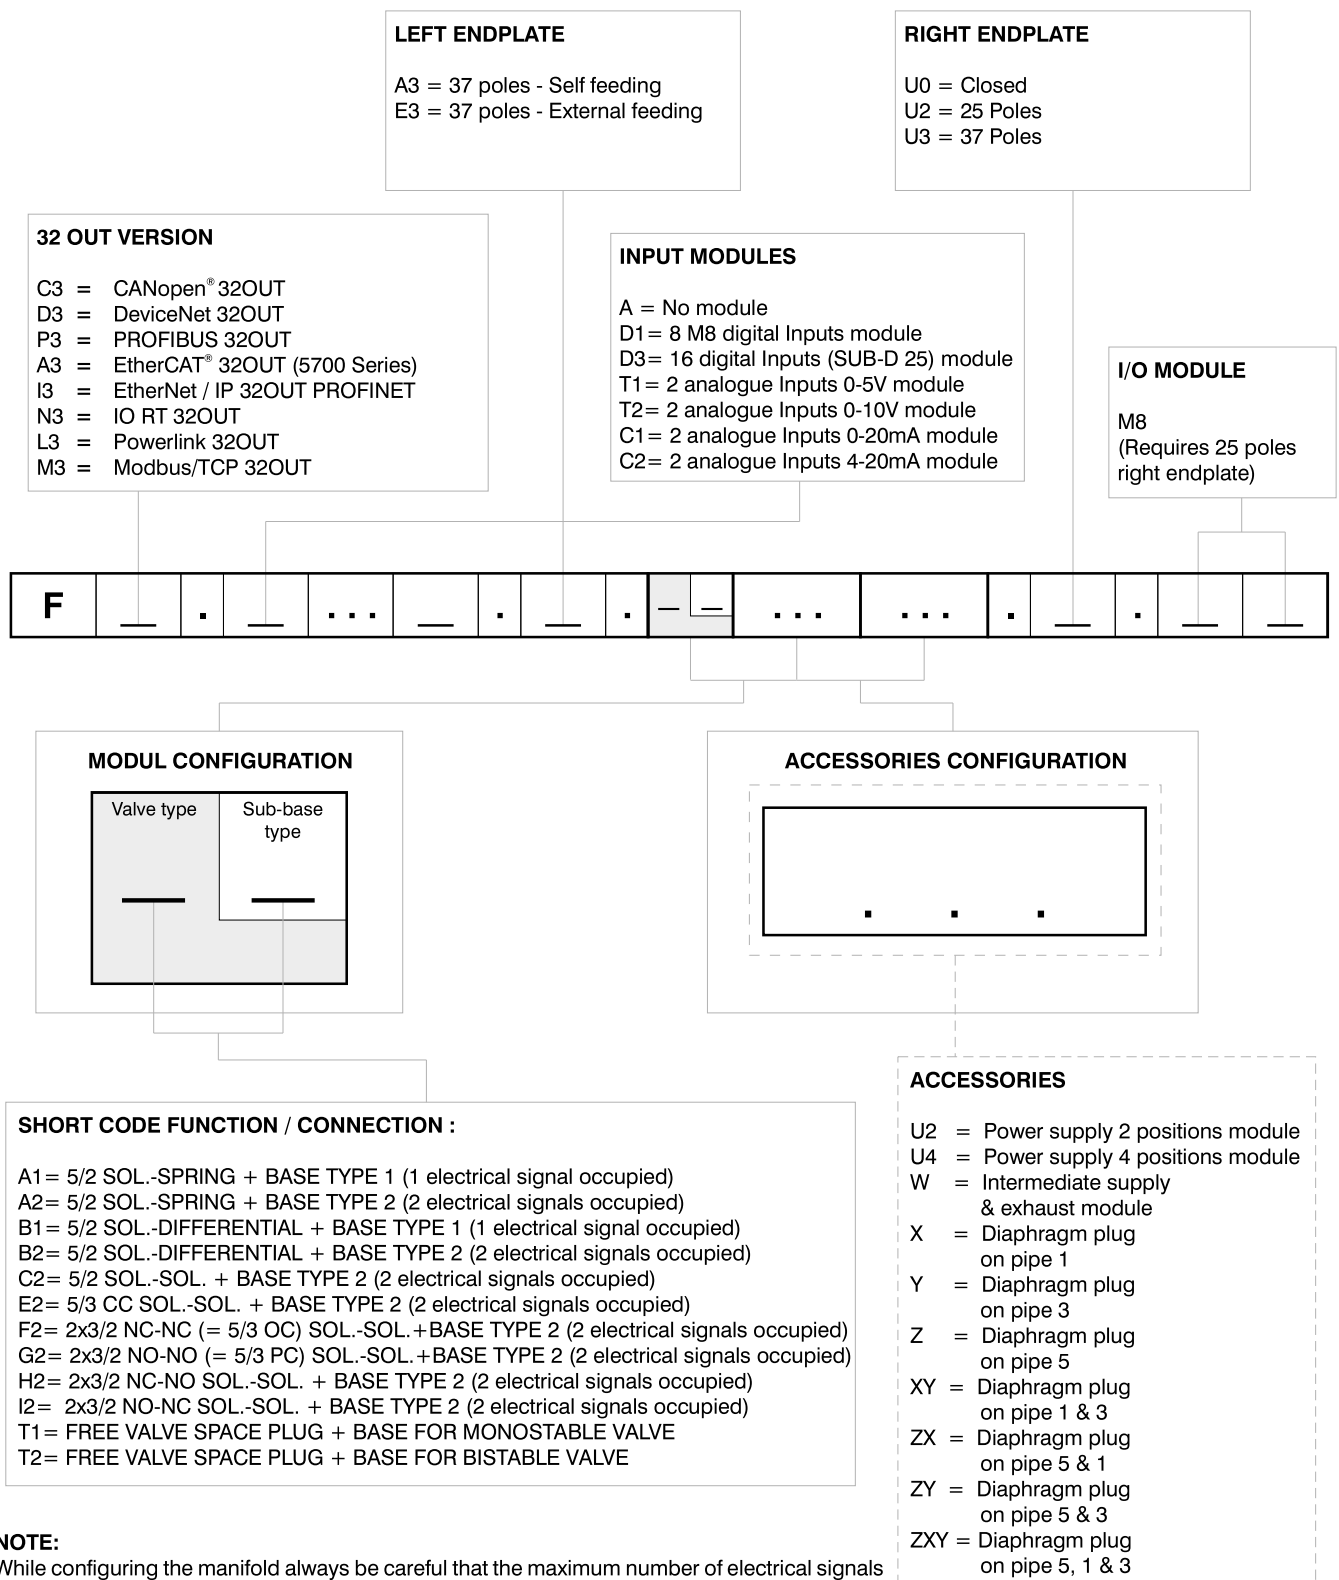 LEFT ENDPLATE
A3 = 37 poles - Self feeding
E3 = 37 poles - External feeding
RIGHT ENDPLATE
U0 = Closed
U2 = 25 Poles
U3 = 37 Poles
32 OUT VERSION
C3 = CANopen® 32OUT
D3 = DeviceNet 32OUT
P3 = PROFIBUS 32OUT
A3 = EtherCAT® 32OUT (5700 Series)
I3 = EtherNet / IP 32OUT PROFINET
N3 = IO RT 32OUT
L3 = Powerlink 32OUT
M3 = Modbus/TCP 32OUT
INPUT MODULES
A = No module
D1= 8 M8 digital Inputs module
D3= 16 digital Inputs (SUB-D 25) module
T1= 2 analogue Inputs 0-5V module
T2= 2 analogue Inputs 0-10V module
C1= 2 analogue Inputs 0-20mA module
C2= 2 analogue Inputs 4-20mA module
I/O MODULE
M8
(Requires 25 poles
right endplate)
F _ . _ ... _ . _ . _ _ ... ... . _ . _ _
MODUL CONFIGURATION
Valve type
Sub-base
type
ACCESSORIES CONFIGURATION
. . .
SHORT CODE FUNCTION / CONNECTION :
A1= 5/2 SOL.-SPRING + BASE TYPE 1 (1 electrical signal occupied)
A2= 5/2 SOL.-SPRING + BASE TYPE 2 (2 electrical signals occupied)
B1= 5/2 SOL.-DIFFERENTIAL + BASE TYPE 1 (1 electrical signal occupied)
B2= 5/2 SOL.-DIFFERENTIAL + BASE TYPE 2 (2 electrical signals occupied)
C2= 5/2 SOL.-SOL. + BASE TYPE 2 (2 electrical signals occupied)
E2= 5/3 CC SOL.-SOL. + BASE TYPE 2 (2 electrical signals occupied)
F2= 2x3/2 NC-NC (= 5/3 OC) SOL.-SOL.+BASE TYPE 2 (2 electrical signals occupied)
G2= 2x3/2 NO-NO (= 5/3 PC) SOL.-SOL.+BASE TYPE 2 (2 electrical signals occupied)
H2= 2x3/2 NC-NO SOL.-SOL. + BASE TYPE 2 (2 electrical signals occupied)
I2= 2x3/2 NO-NC SOL.-SOL. + BASE TYPE 2 (2 electrical signals occupied)
T1= FREE VALVE SPACE PLUG + BASE FOR MONOSTABLE VALVE
T2= FREE VALVE SPACE PLUG + BASE FOR BISTABLE VALVE
ACCESSORIES
U2 = Power supply 2 positions module
U4 = Power supply 4 positions module
W = Intermediate supply
& exhaust module
X = Diaphragm plug
on pipe 1
Y = Diaphragm plug
on pipe 3
Z = Diaphragm plug
on pipe 5
XY = Diaphragm plug
on pipe 1 & 3
ZX = Diaphragm plug
on pipe 5 & 1
ZY = Diaphragm plug
on pipe 5 & 3
ZXY = Diaphragm plug
on pipe 5, 1 & 3
NOTE:
While configuring the manifold always be careful that the maximum number of electrical signals